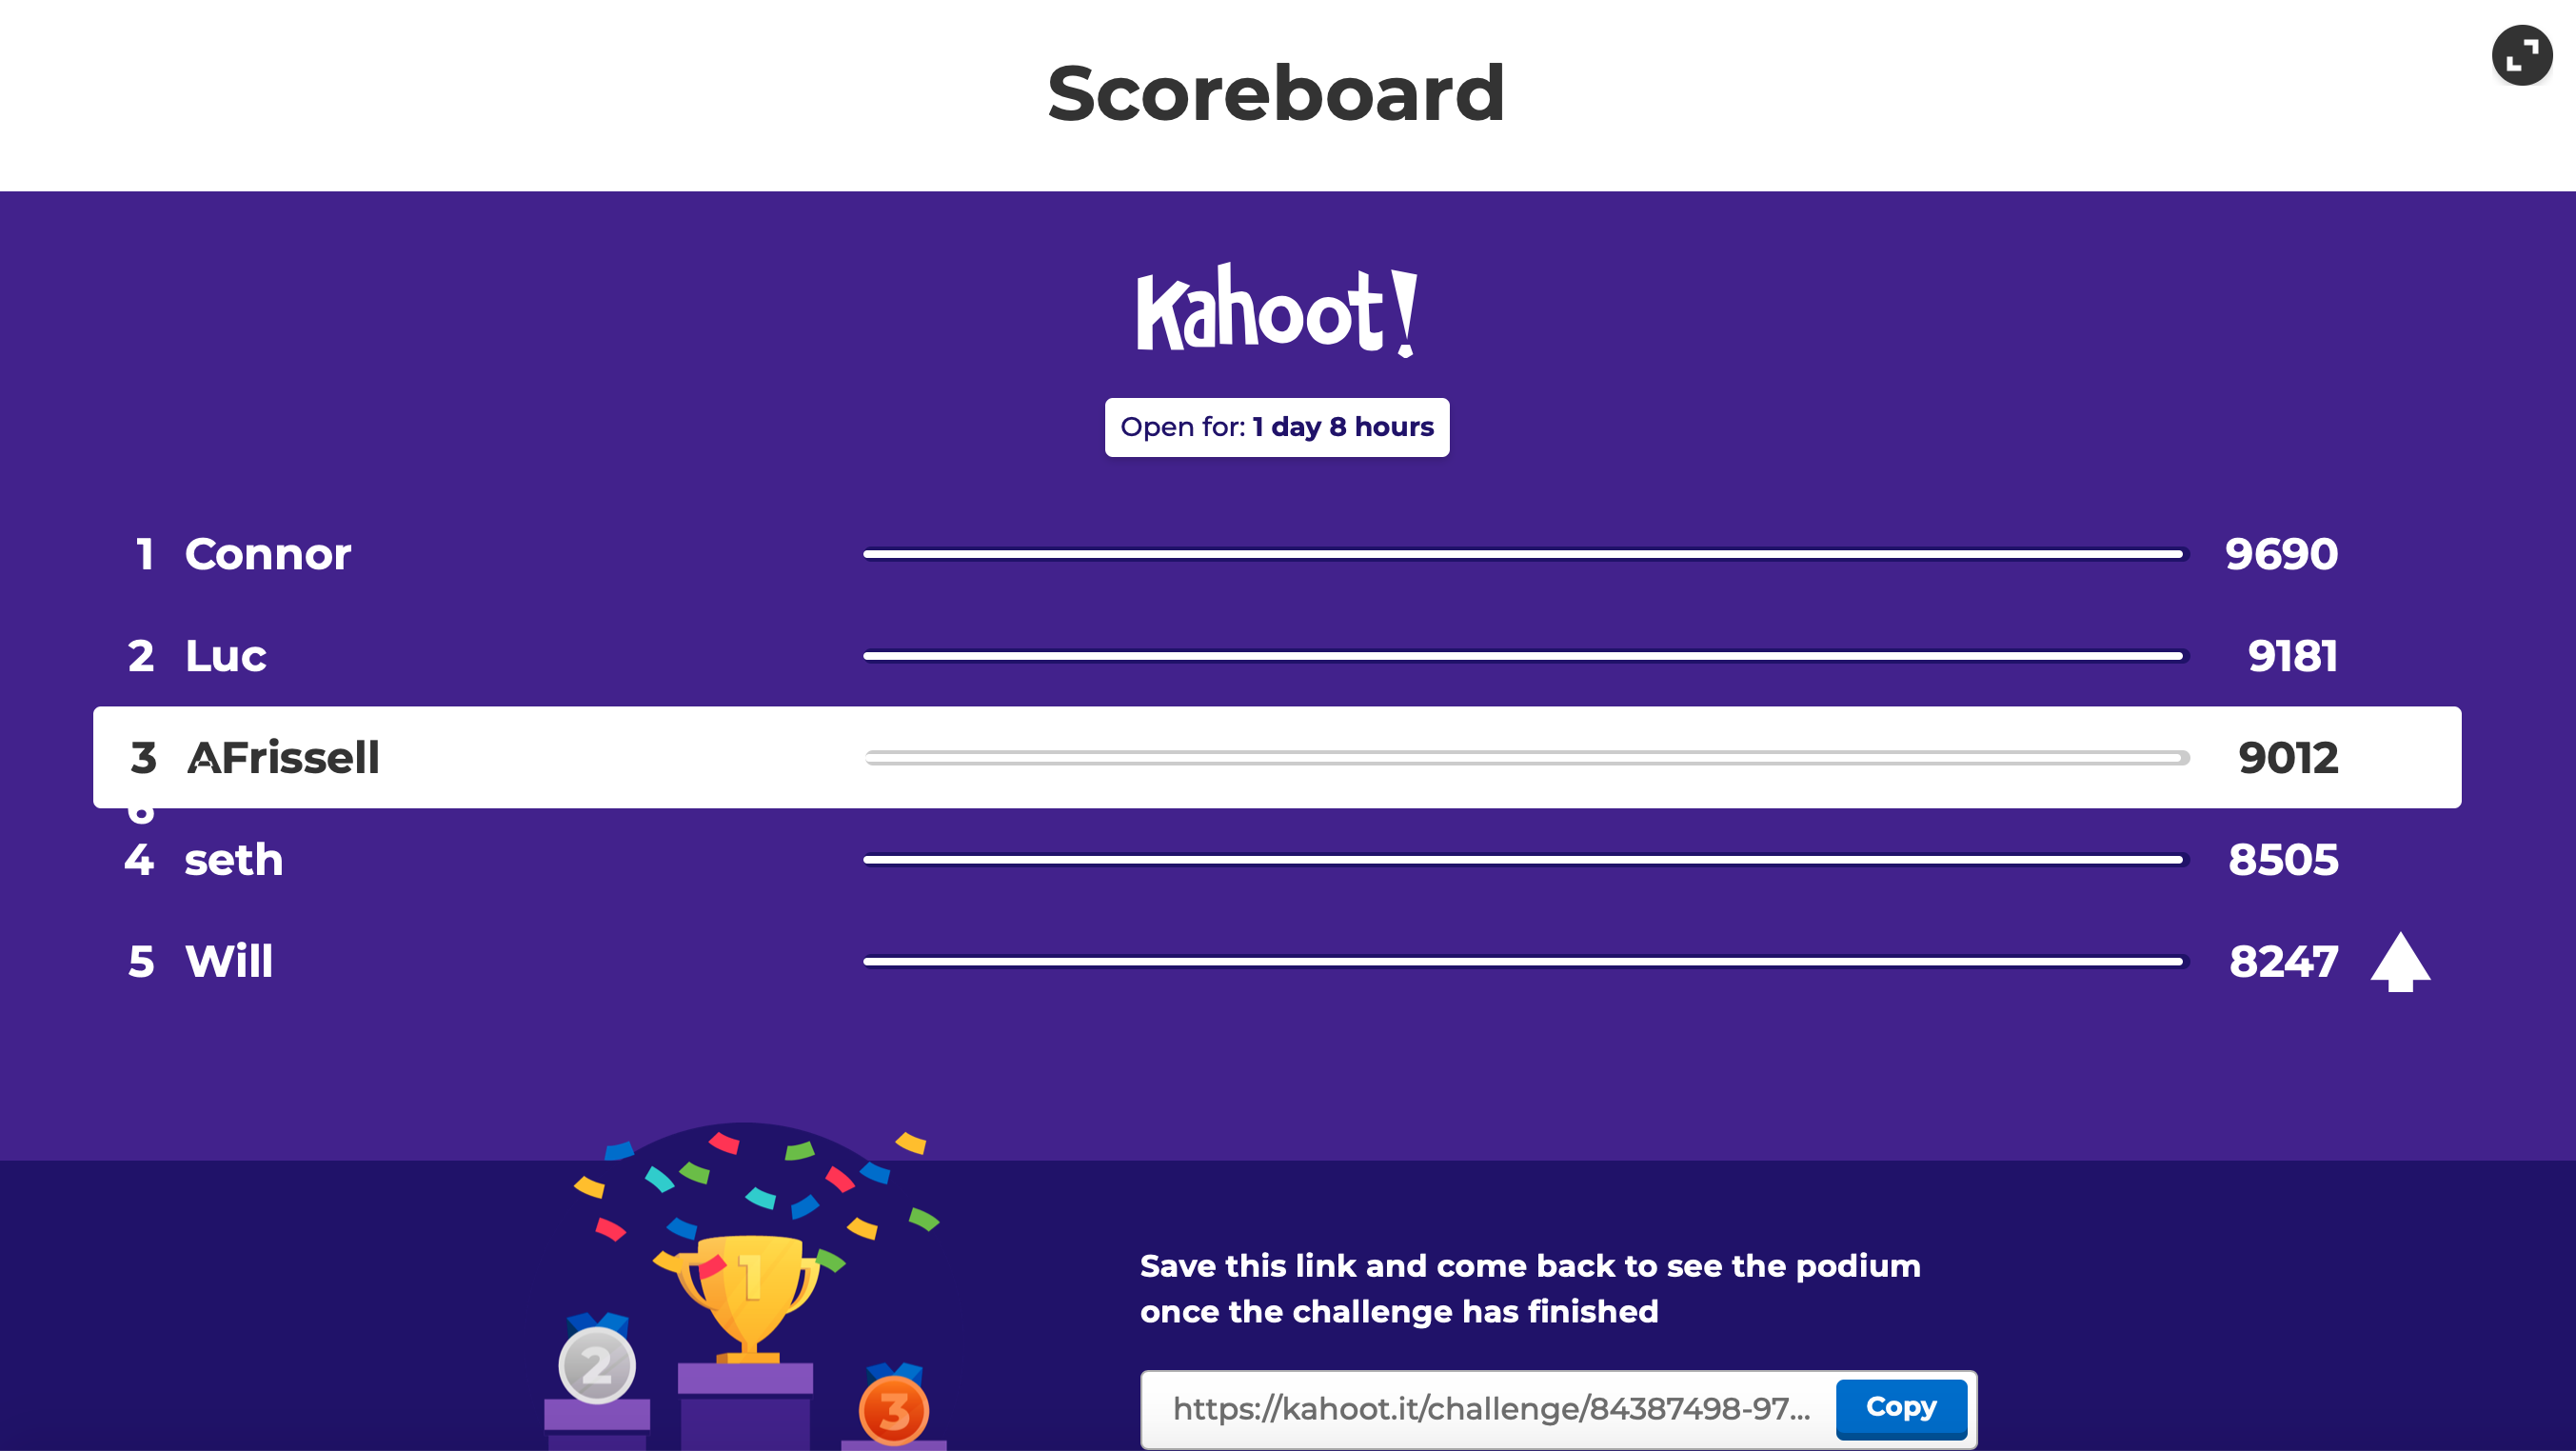 Scoreboard
Kahoot!
Open for: 1 day 8 hours
1 Connor 9690
2 Luc 9181
3 AFrissell 9012
6
4 seth 8505
5 Will 8247
1
2
3
Save this link and come back to see the podium
once the challenge has finished
https://kahoot.it/challenge/84387498-97... Copy